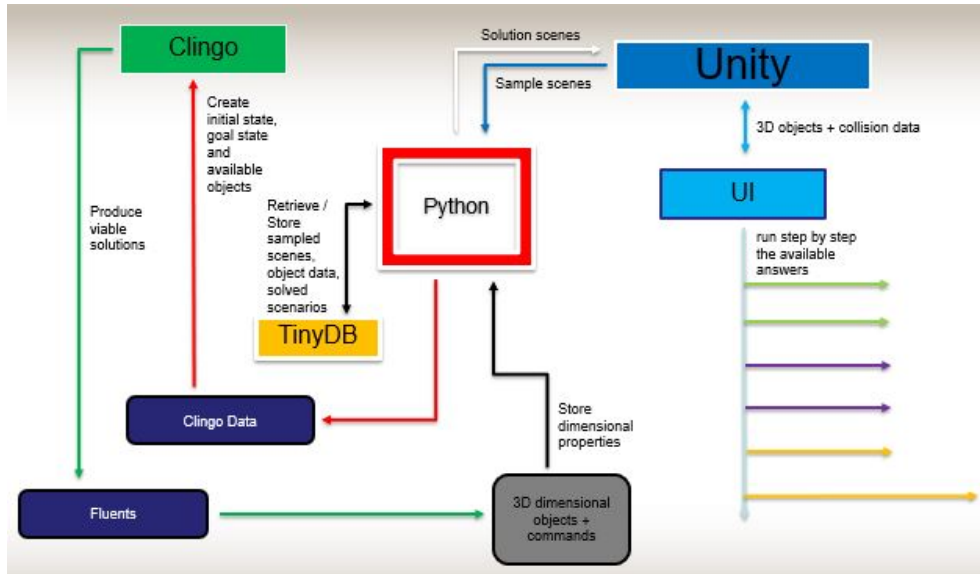 Clingo
Solution scenes
Unity
Sample scenes
Create
initial state,
goal state
and
available
objects
3D objects + collision data
Python
UI
Produce
viable
solutions
Retrieve /
Store
sampled
scenes,
object data,
solved
scenarios
run step by step
the available
answers
TinyDB
Clingo Data
Store
dimensional
properties
Fluents
3D dimensional
objects +
commands